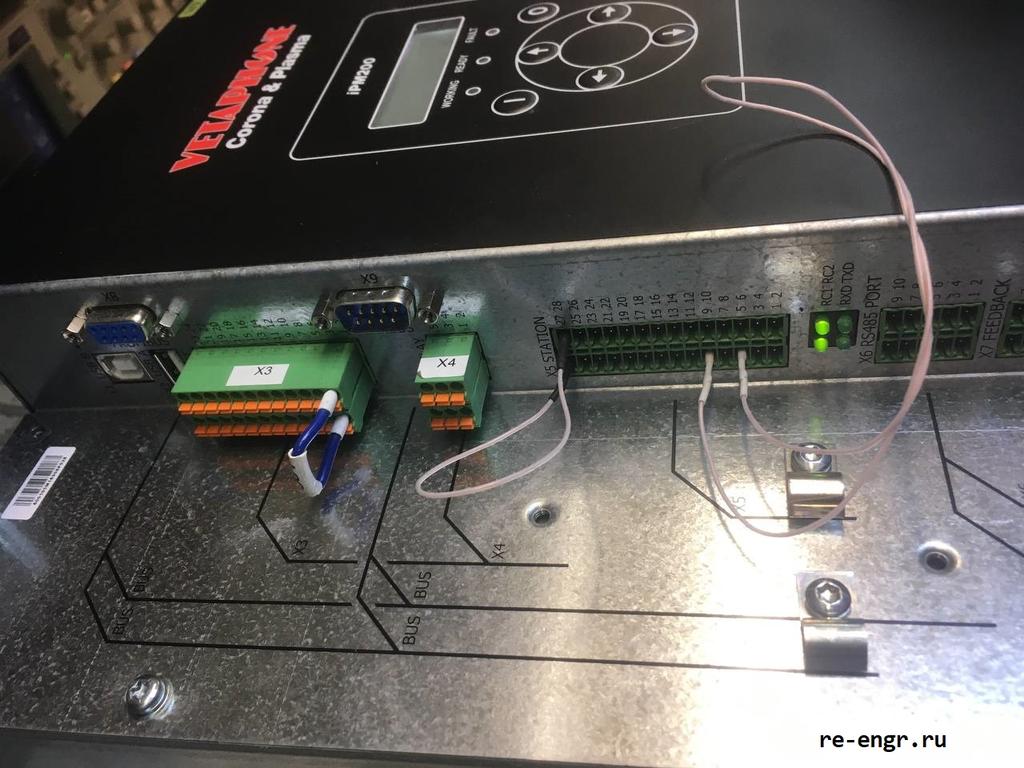 VETAPHONE
Corona & Plasma
iPM200
WORKING
READY
FAULT
X8
X9
X3
X4
X5 STATION
27 28
25 26
23 24
21 22
19 20
17 18
15 16
13 14
11 12
9 10
7 8
5 6
3 4
1 2
RC1 RC2
RXD TXD
X6 RS485 PORT
9 10
X7 FEEDBACK
X3
X4
X5
BUS
BUS
BUS
BUS
re-engr.ru